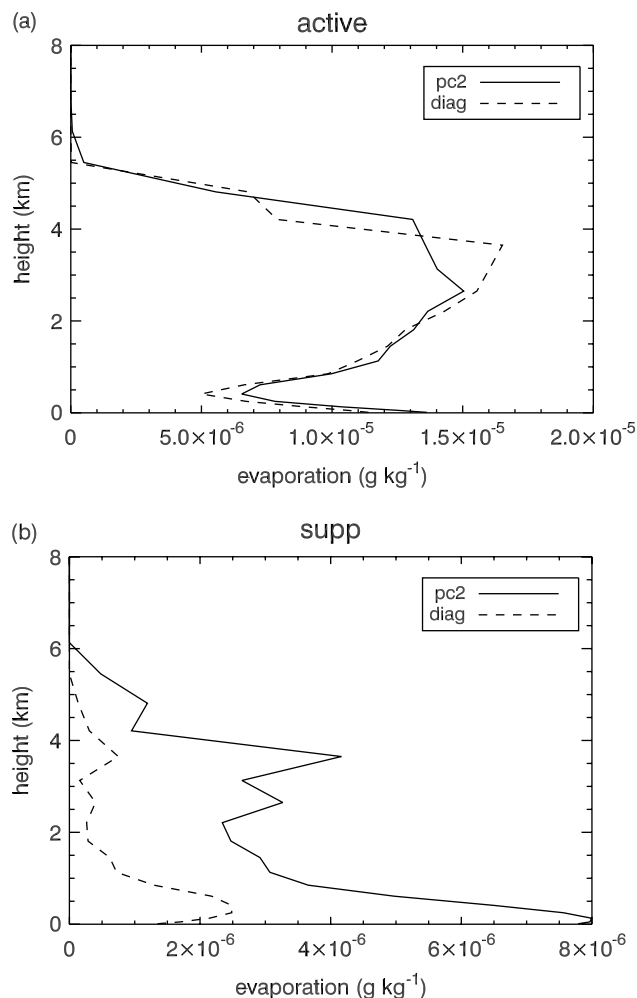 (a) active
pc2
diag
8
6
4
2
0
height (km)
0 5.0×10⁻⁶ 1.0×10⁻⁵ 1.5×10⁻⁵ 2.0×10⁻⁵
evaporation (g kg⁻¹)
(b) supp
pc2
diag
8
6
4
2
0
height (km)
0 2×10⁻⁶ 4×10⁻⁶ 6×10⁻⁶ 8×10⁻⁶
evaporation (g kg⁻¹)